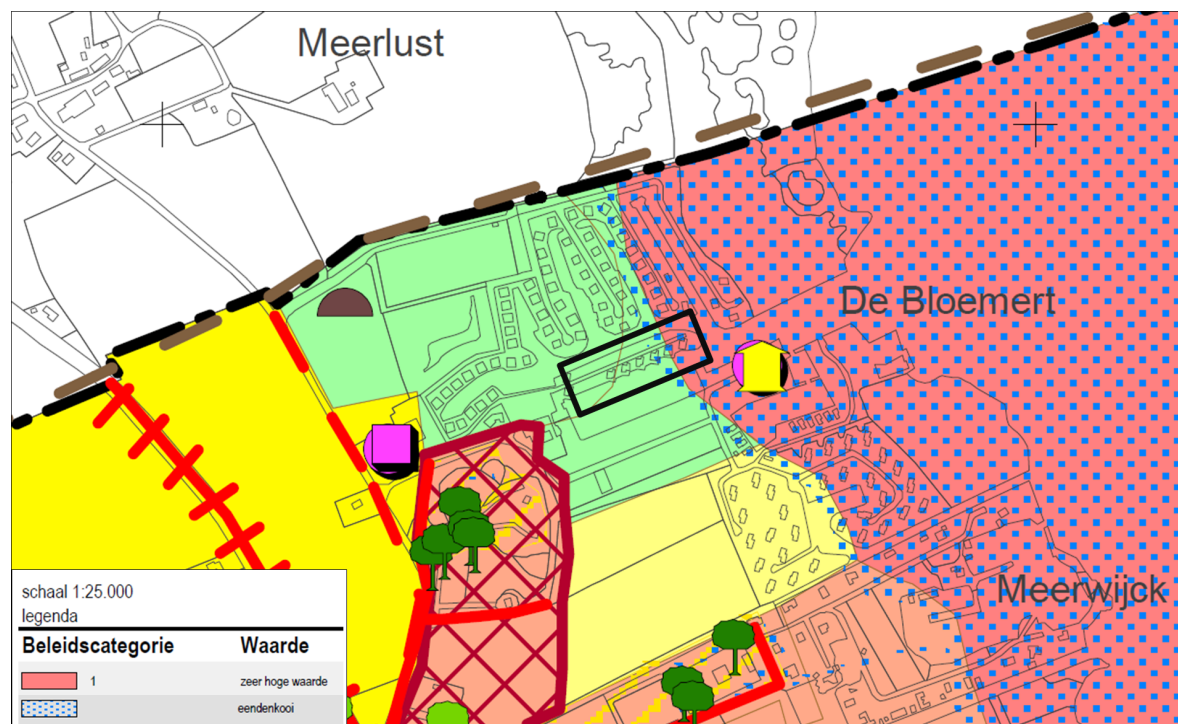 Meerlust
De Bloemert
Meerwijck
schaal 1:25.000
legenda
Beleidscategorie Waarde
1 zeer hoge waarde
eendenkooi